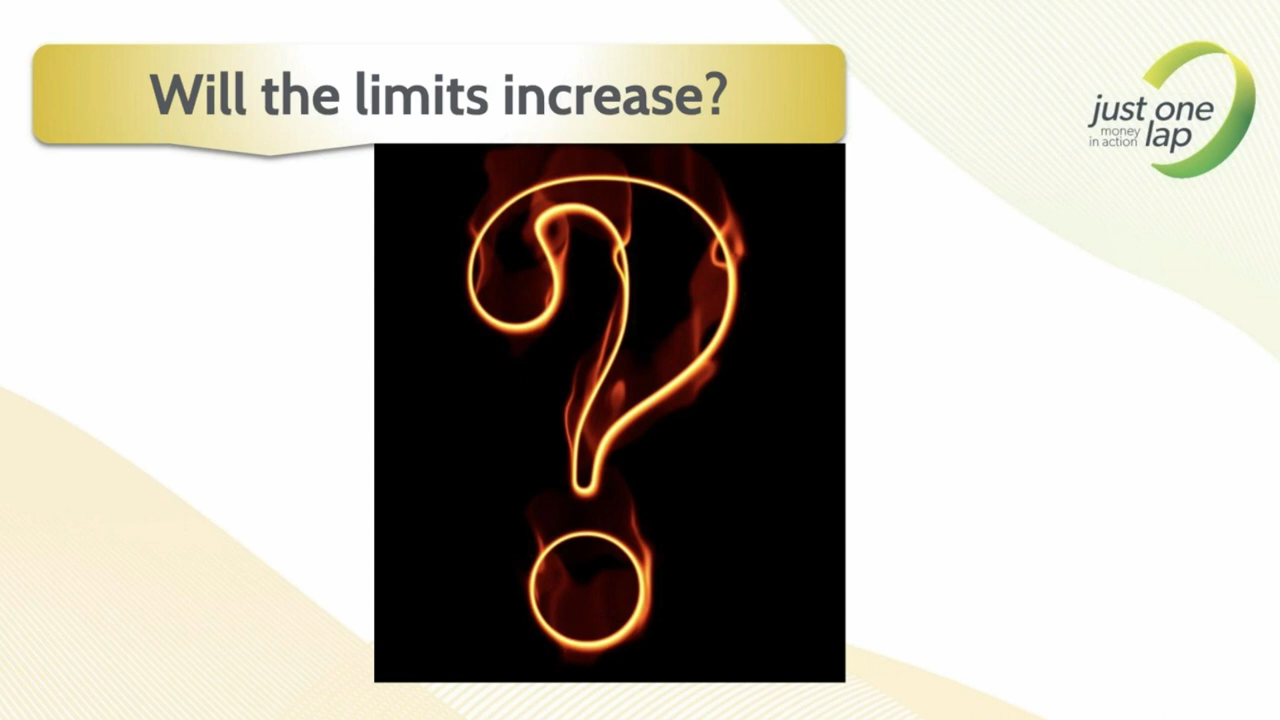 Will the limits increase?
just one
money
in action lap